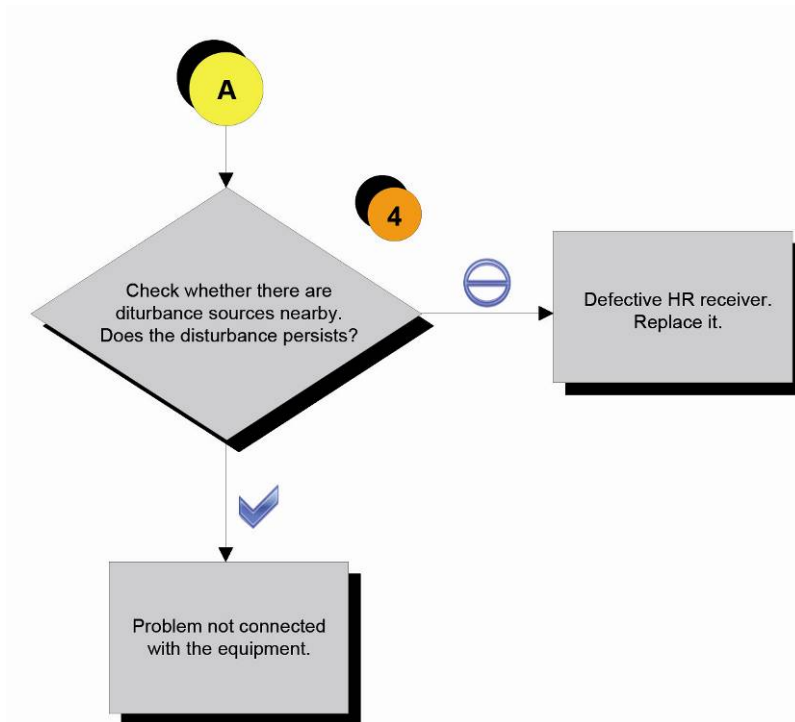 A
4
Check whether there are
diturbance sources nearby.
Does the disturbance persists?
Defective HR receiver.
Replace it.
Problem not connected
with the equipment.